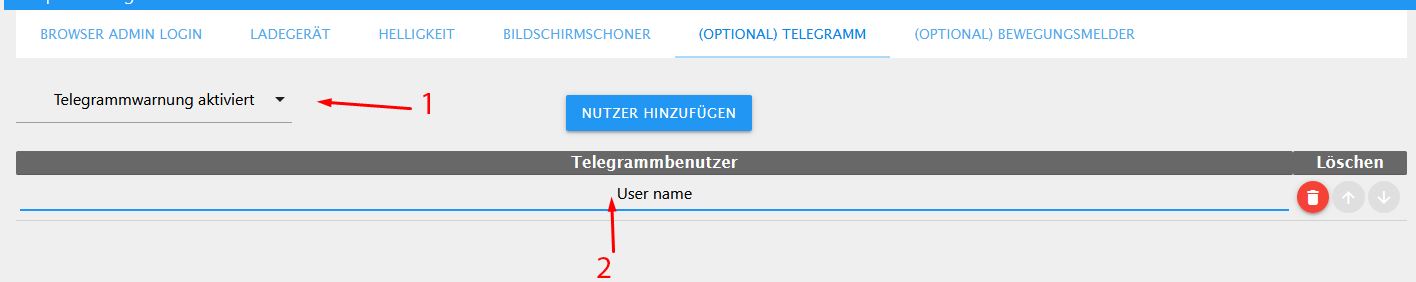 BROWSER ADMIN LOGIN LADEGERÄT HELLIGKEIT BILDSCHIRMSCHONER (OPTIONAL) TELEGRAMM (OPTIONAL) BEWEGUNGSMELDER
Telegrammwarnung aktiviert 1
NUTZER HINZUFÜGEN
Telegrammbenutzer Löschen
User name
2